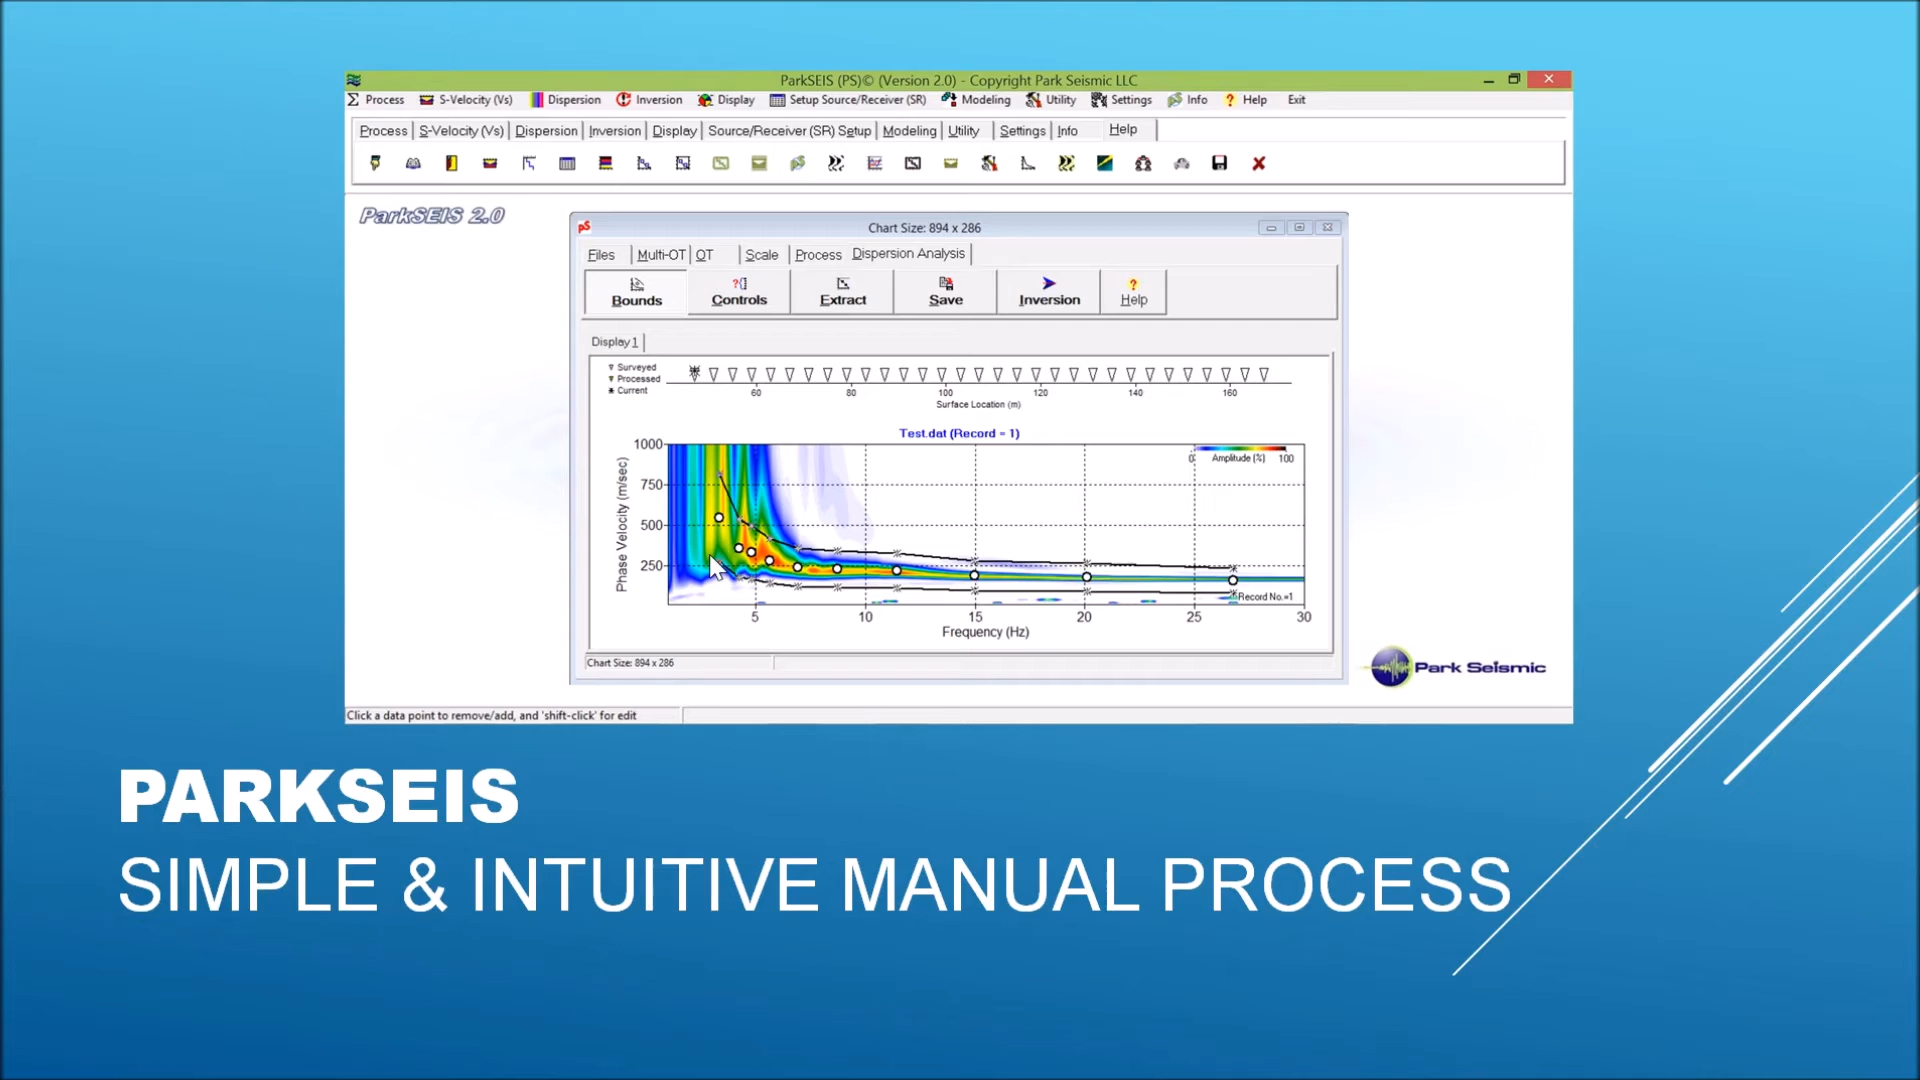 ParkSEIS (PS)© (Version 2.0) - Copyright Park Seismic LLC
Process S-Velocity (Vs) Dispersion Inversion Display Setup Source/Receiver (SR) Modeling Utility Settings Info Help Exit
Process S-Velocity (Vs) Dispersion Inversion Display Source/Receiver (SR) Setup Modeling Utility Settings Info Help
ParkSEIS 2.0
pS Chart Size: 894 x 286
Files Multi-OT OT Scale Process Dispersion Analysis
Bounds Controls Extract Save Inversion Help
Display 1
Surveyed
Processed
Current
60 80 100 120 140 160
Surface Location (m)
Test.dat (Record = 1)
0 Amplitude (%) 100
1000
750
500
250
Phase Velocity (m/sec)
Record No.=1
5 10 15 20 25 30
Frequency (Hz)
Chart Size: 894 x 286
Park Seismic
Click a data point to remove/add, and 'shift-click' for edit
PARKSEIS
SIMPLE & INTUITIVE MANUAL PROCESS